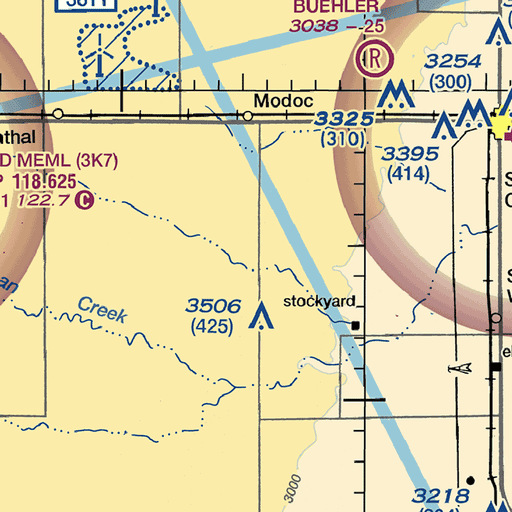 BUEHLER
3038 - 25
R
3254
(300)
Modoc
3325
(310)
3395
(414)
D MEML (3K7)
P 118.625
1 122.7 C
Creek
3506
(425)
stockyard
3000
3218